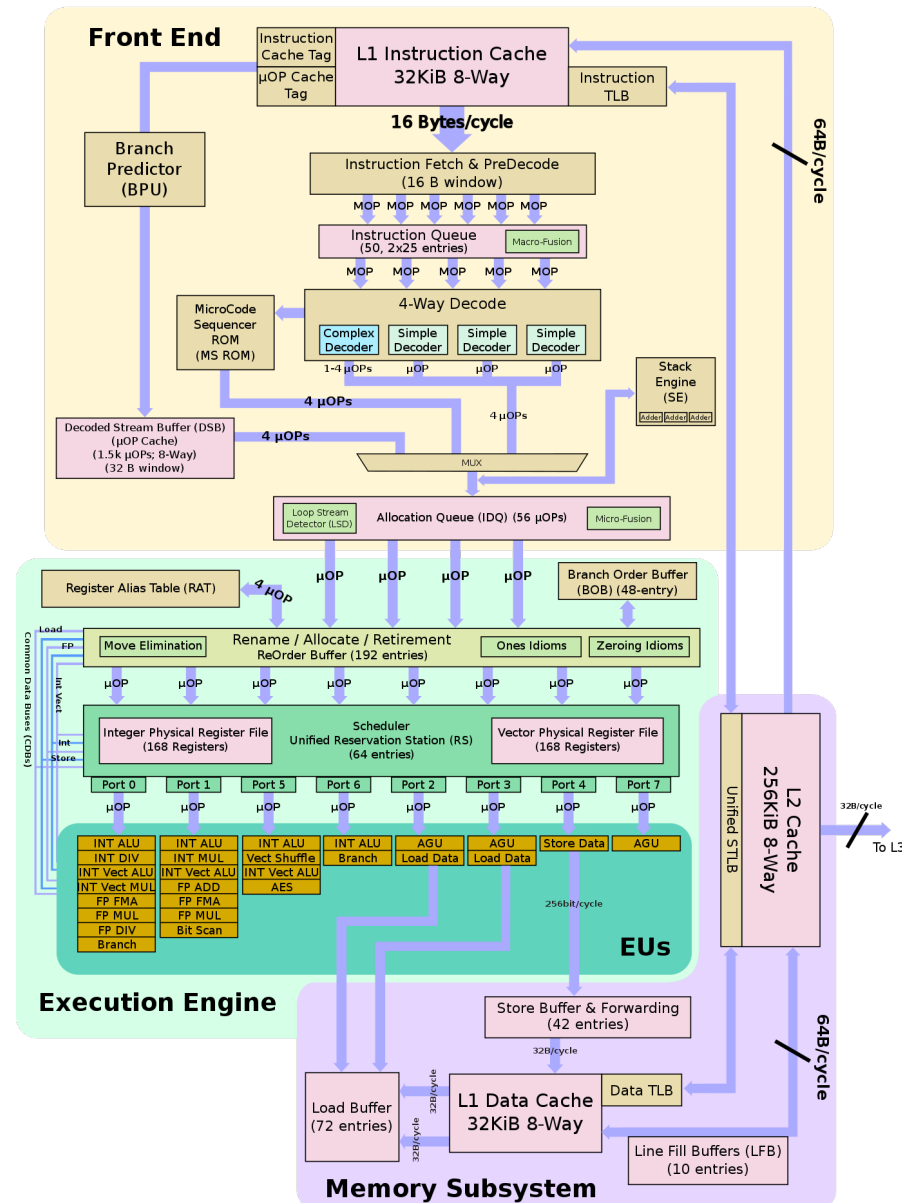 Front End
Instruction
Cache Tag
µOP Cache
Tag
L1 Instruction Cache
32KiB 8-Way
Instruction
TLB
16 Bytes/cycle
64B/cycle
Branch
Predictor
(BPU)
Instruction Fetch & PreDecode
(16 B window)
MOP MOP MOP MOP MOP MOP
Instruction Queue
(50, 2x25 entries)
Macro-Fusion
MOP MOP MOP MOP MOP
MicroCode
Sequencer
ROM
(MS ROM)
4-Way Decode
Complex
Decoder
Simple
Decoder
Simple
Decoder
Simple
Decoder
1-4 µOPs µOP µOP µOP
Stack
Engine
(SE)
Adder Adder Adder
4 µOPs
4 µOPs
Decoded Stream Buffer (DSB)
(µOP Cache)
(1.5k µOPs; 8-Way)
(32 B window)
4 µOPs
MUX
Loop Stream
Detector (LSD)
Allocation Queue (IDQ) (56 µOPs)
Micro-Fusion
µOP µOP µOP µOP
Register Alias Table (RAT)
4 µOP
Branch Order Buffer
(BOB) (48-entry)
Common Data Buses (CDBs)
Load
FP
Int Vect
Int
Store
Move Elimination
Rename / Allocate / Retirement
ReOrder Buffer (192 entries)
Ones Idioms
Zeroing Idioms
µOP µOP µOP µOP µOP µOP µOP µOP
Integer Physical Register File
(168 Registers)
Scheduler
Unified Reservation Station (RS)
(64 entries)
Vector Physical Register File
(168 Registers)
Port 0 Port 1 Port 5 Port 6 Port 2 Port 3 Port 4 Port 7
µOP µOP µOP µOP µOP µOP µOP µOP
INT ALU
INT DIV
INT Vect ALU
INT Vect MUL
FP FMA
FP MUL
FP DIV
Branch
INT ALU
INT MUL
INT Vect ALU
FP ADD
FP FMA
FP MUL
Bit Scan
INT ALU
Vect Shuffle
INT Vect ALU
AES
INT ALU
Branch
AGU
Load Data
AGU
Load Data
Store Data
AGU
256bit/cycle
EUs
Execution Engine
Unified STLB
L2 Cache
256KiB 8-Way
32B/cycle
To L3
Store Buffer & Forwarding
(42 entries)
32B/cycle
64B/cycle
Load Buffer
(72 entries)
32B/cycle
32B/cycle
L1 Data Cache
32KiB 8-Way
Data TLB
Line Fill Buffers (LFB)
(10 entries)
Memory Subsystem